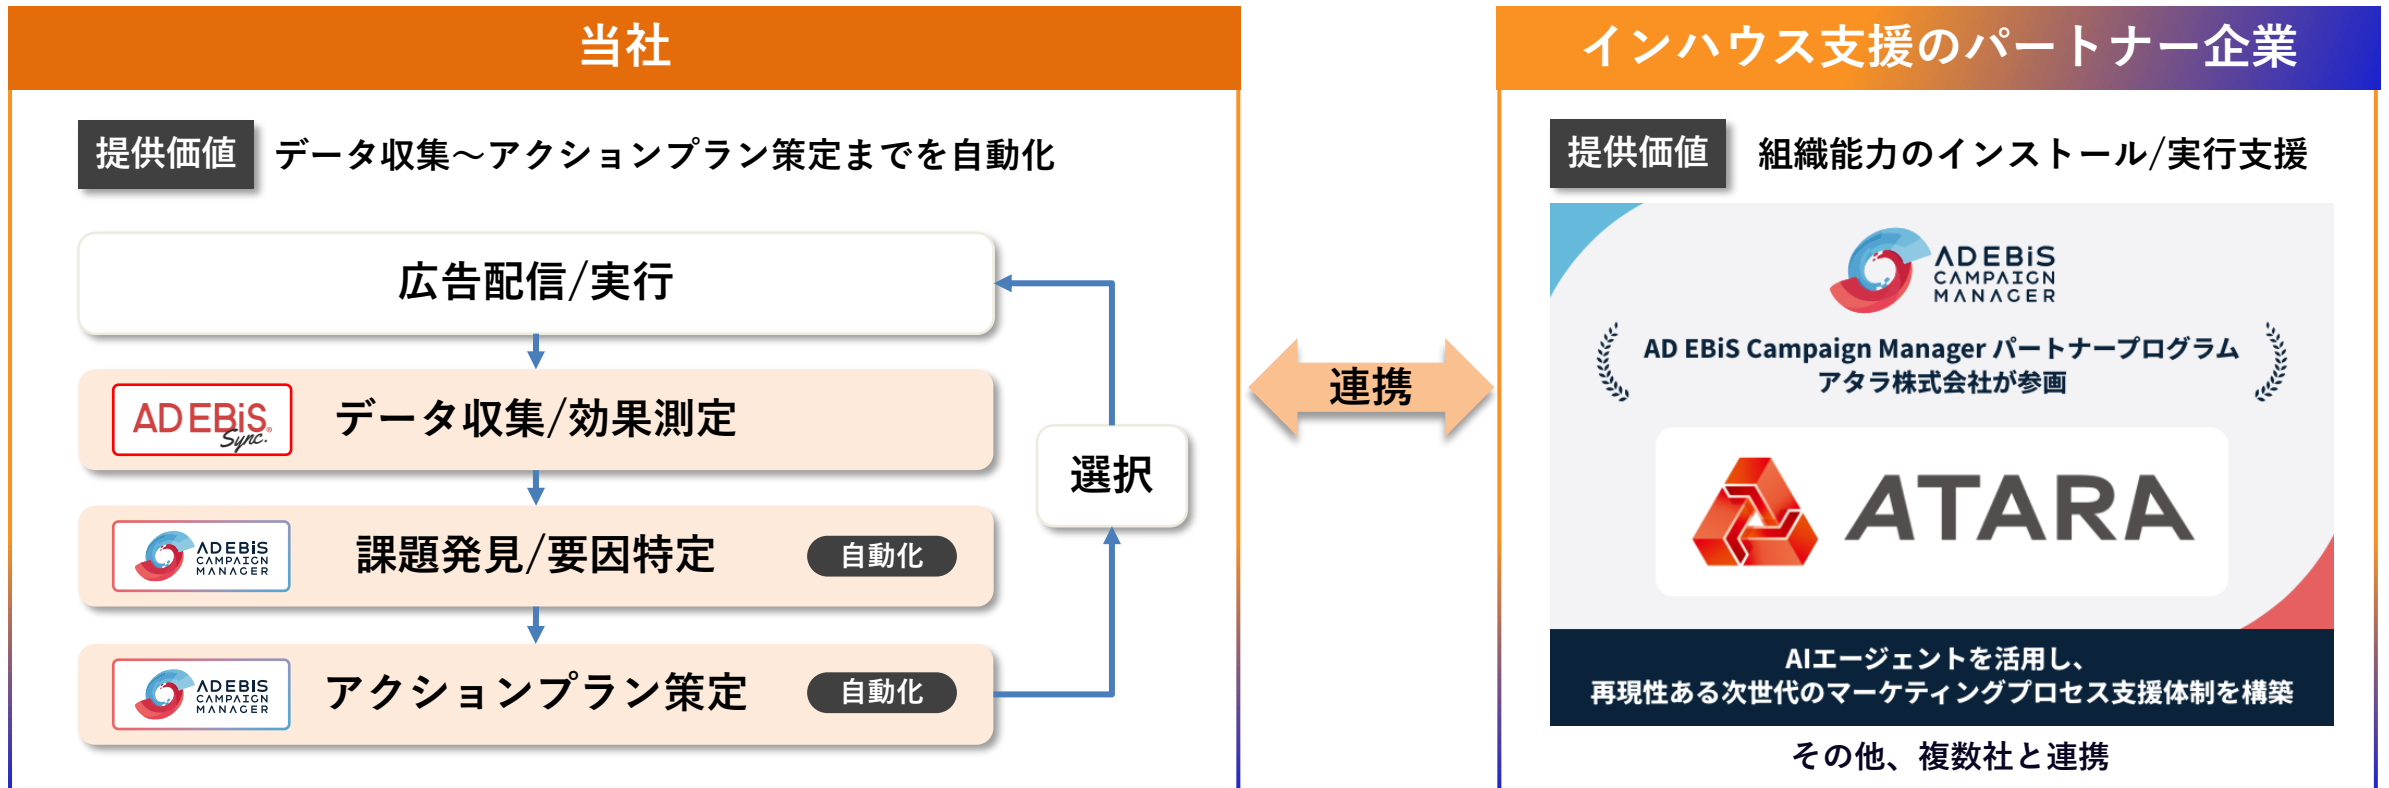 当社
提供価値
データ収集～アクションプラン策定までを自動化
広告配信/実行
AD EBiS.
Sync.
データ収集/効果測定
ADEBiS
CAMPAIGN
MANAGER
課題発見/要因特定
自動化
ADEBiS
CAMPAIGN
MANAGER
アクションプラン策定
自動化
選択
連携
インハウス支援のパートナー企業
提供価値
組織能力のインストール/実行支援
ADEBiS
CAMPAIGN
MANAGER
AD EBiS Campaign Manager パートナープログラム
アタラ株式会社が参画
ATARA
AIエージェントを活用し、
再現性ある次世代のマーケティングプロセス支援体制を構築
その他、複数社と連携